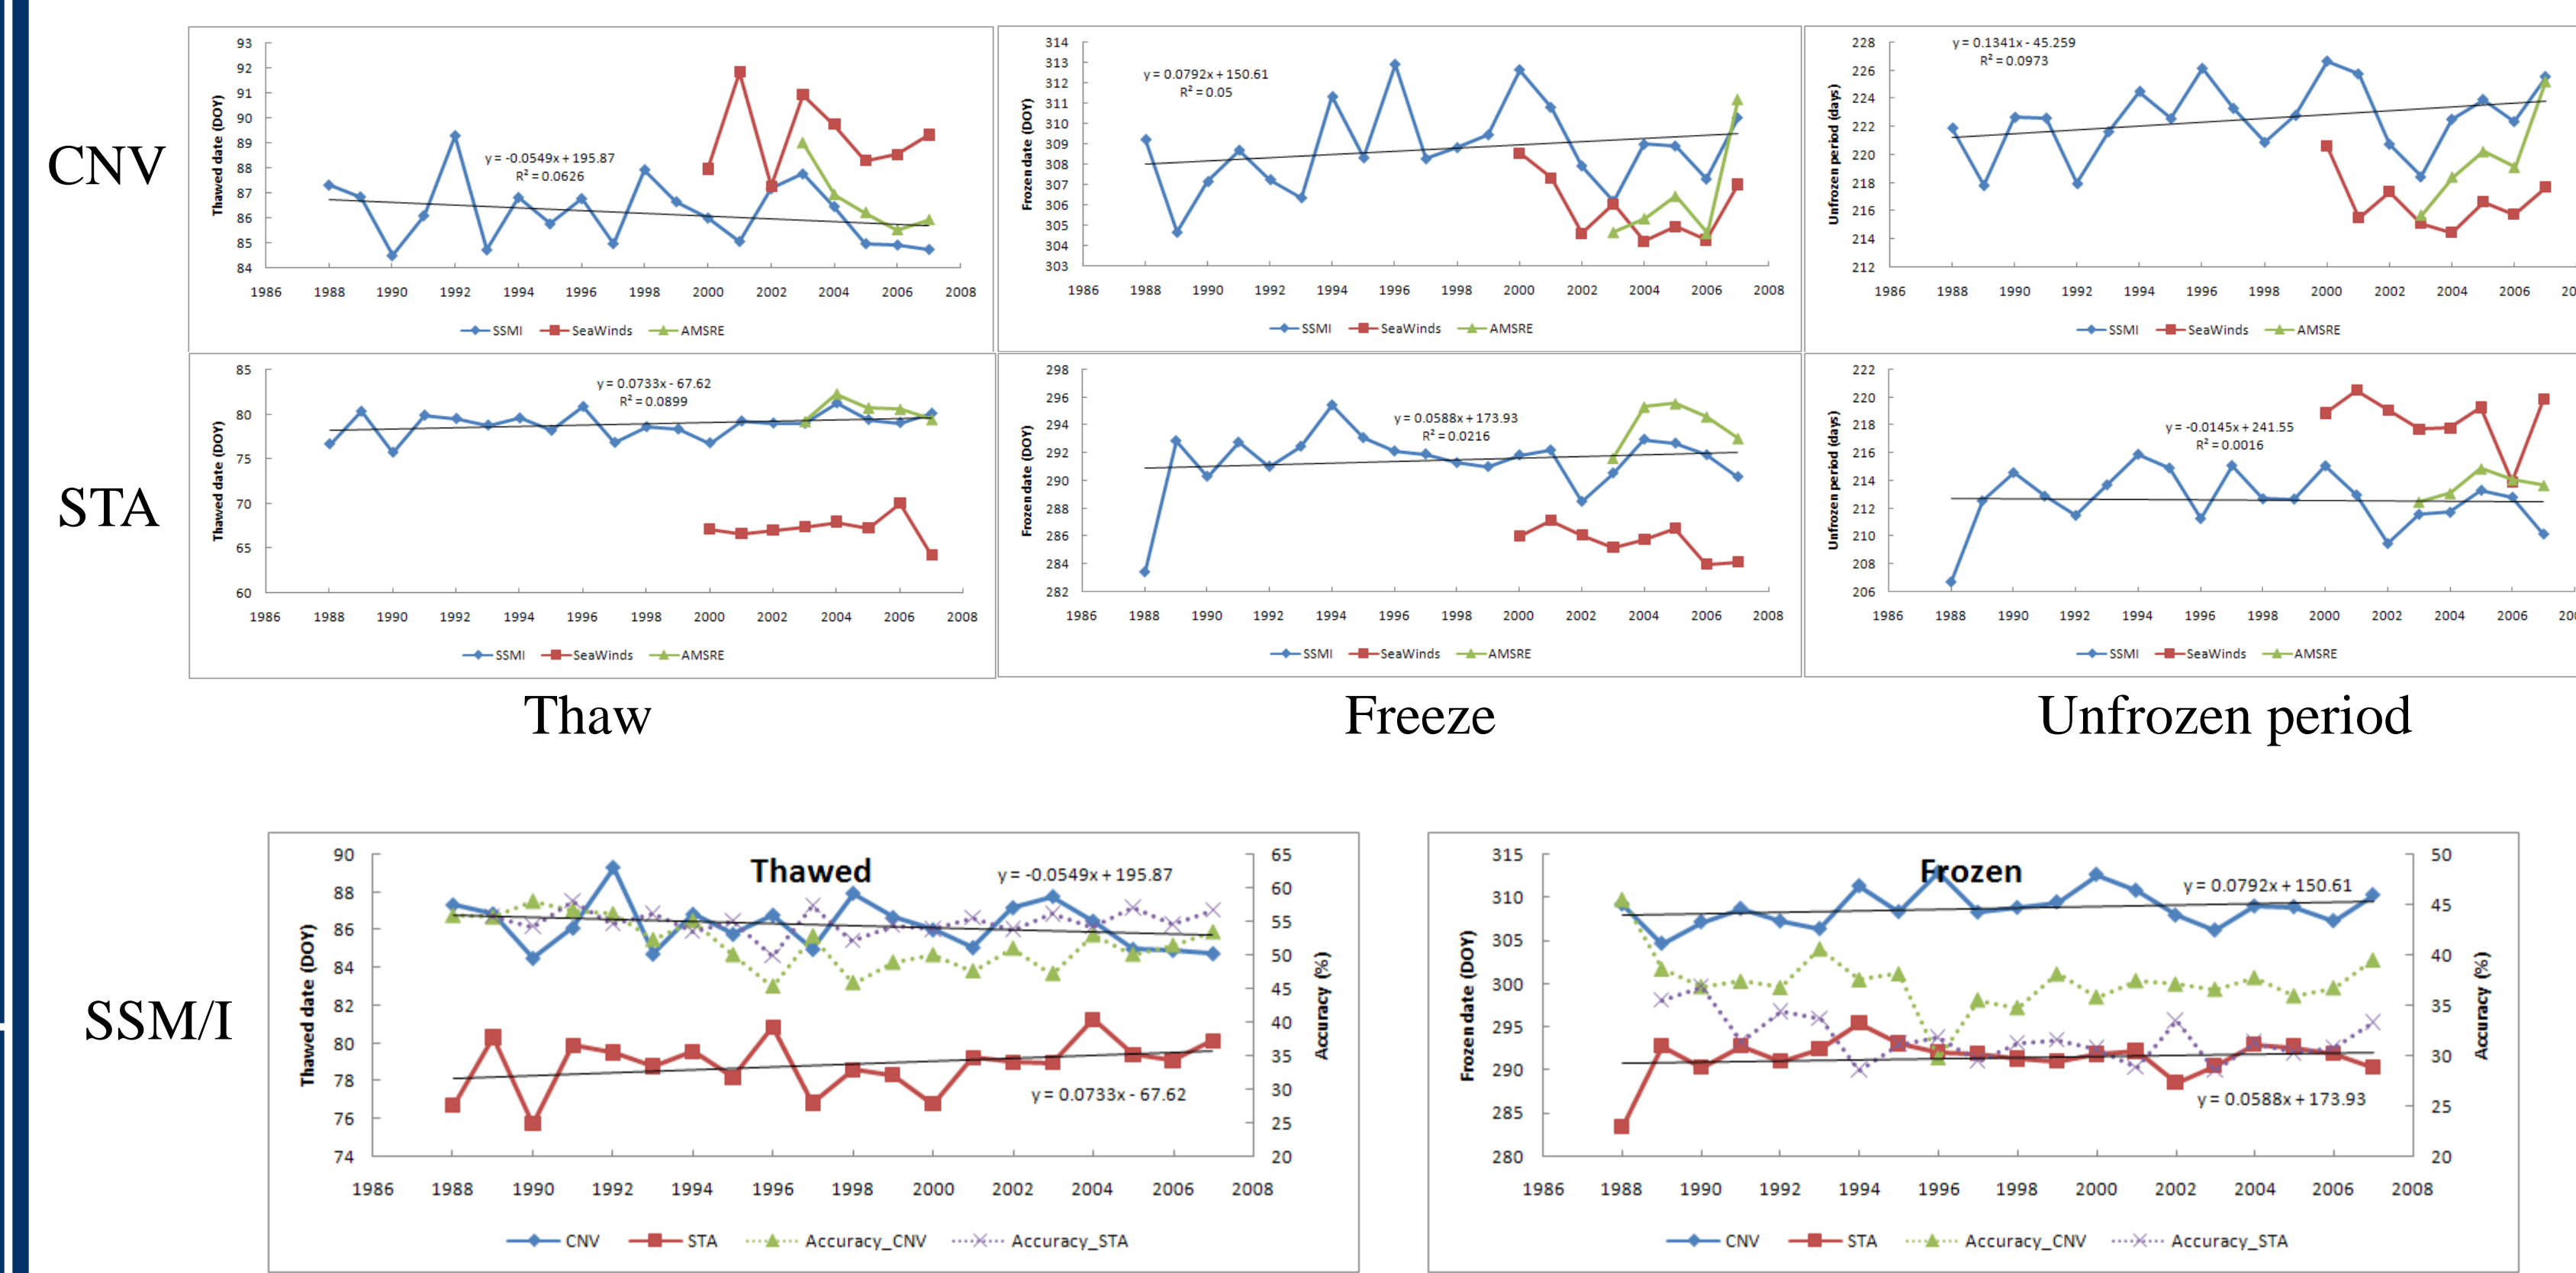 CNV
93
92
91
90
89
88
87
86
85
84
Thawed date (DOY)
y = -0.0549x + 195.87
R² = 0.0626
1986 1988 1990 1992 1994 1996 1998 2000 2002 2004 2006 2008
SSMI SeaWinds AMSRE
314
313
312
311
310
309
308
307
306
305
304
303
Frozen date (DOY)
y = 0.0792x + 150.61
R² = 0.05
1986 1988 1990 1992 1994 1996 1998 2000 2002 2004 2006 2008
SSMI SeaWinds AMSRE
228
226
224
222
220
218
216
214
212
Unfrozen period (days)
y = 0.1341x - 45.259
R² = 0.0973
1986 1988 1990 1992 1994 1996 1998 2000 2002 2004 2006
SSMI SeaWinds AMSRE
STA
85
80
75
70
65
60
Thawed date (DOY)
y = 0.0733x - 67.62
R² = 0.0899
1986 1988 1990 1992 1994 1996 1998 2000 2002 2004 2006 2008
SSMI SeaWinds AMSRE
298
296
294
292
290
288
286
284
282
Frozen date (DOY)
y = 0.0588x + 173.93
R² = 0.0216
1986 1988 1990 1992 1994 1996 1998 2000 2002 2004 2006 2008
SSMI SeaWinds AMSRE
222
220
218
216
214
212
210
208
206
Unfrozen period (days)
y = -0.0145x + 241.55
R² = 0.0016
1986 1988 1990 1992 1994 1996 1998 2000 2002 2004 2006
SSMI SeaWinds AMSRE
Thaw Freeze Unfrozen period
SSM/I
Thawed
90
88
86
84
82
80
78
76
74
Thawed date (DOY)
y = -0.0549x + 195.87
y = 0.0733x - 67.62
65
60
55
50
45
40
35
30
25
20
Accuracy (%)
1986 1988 1990 1992 1994 1996 1998 2000 2002 2004 2006 2008
CNV STA Accuracy_CNV Accuracy_STA
Frozen
315
310
305
300
295
290
285
280
Frozen date (DOY)
y = 0.0792x + 150.61
y = 0.0588x + 173.93
50
45
40
35
30
25
20
Accuracy (%)
1986 1988 1990 1992 1994 1996 1998 2000 2002 2004 2006 2008
CNV STA Accuracy_CNV Accuracy_STA